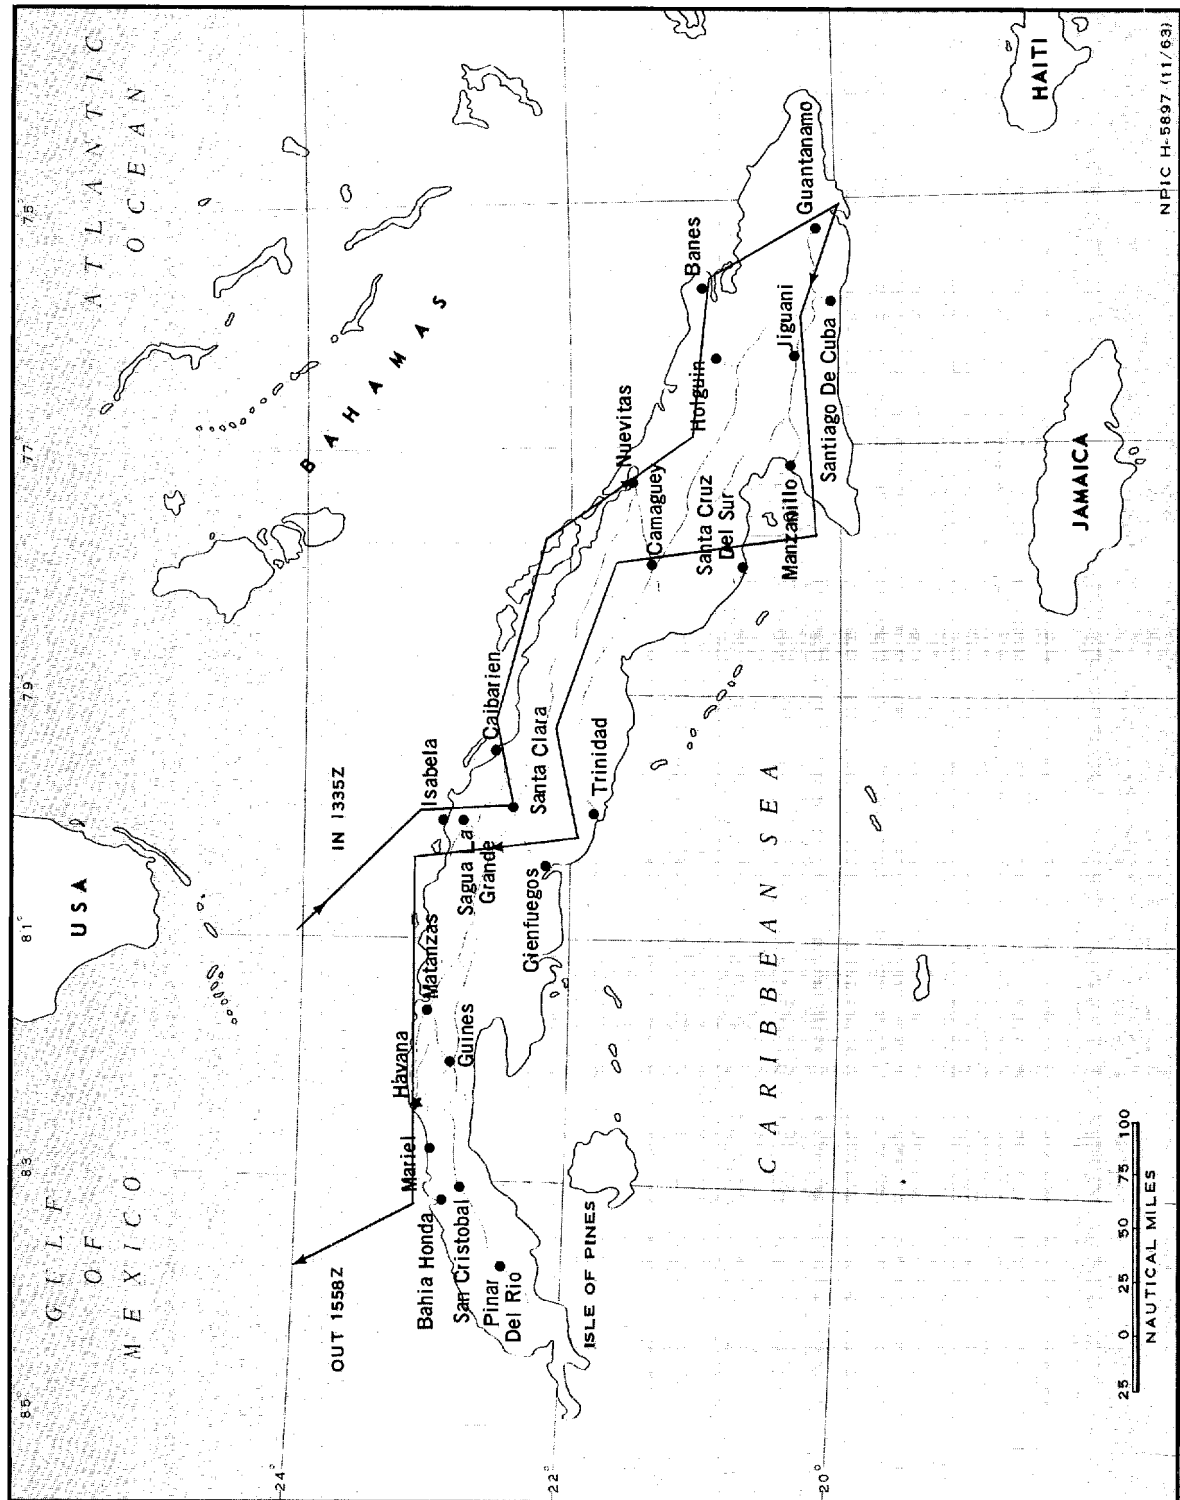 85°
83°
81°
79
77
75
24°
22°
20°
GULF
OF
MEXICO
USA
ATLANTIC
OCEAN
BAHAMAS
OUT 1558Z
IN 1335Z
Havana
Mariel
Bahia Honda
San Cristobal
Pinar
Del Rio
Matanzas
Guines
Isabela
Sagua La
Grande
Caibarien
Santa Clara
Cienfuegos
Trinidad
Nuevitas
Camaguey
Santa Cruz
Del Sur
Holguin
Banes
Manzanillo
Jiguani
Santiago De Cuba
Guantanamo
ISLE OF PINES
CARIBBEAN SEA
JAMAICA
HAITI
25 0 25 50 75 100
NAUTICAL MILES
NPIC H-5897 (11/63)